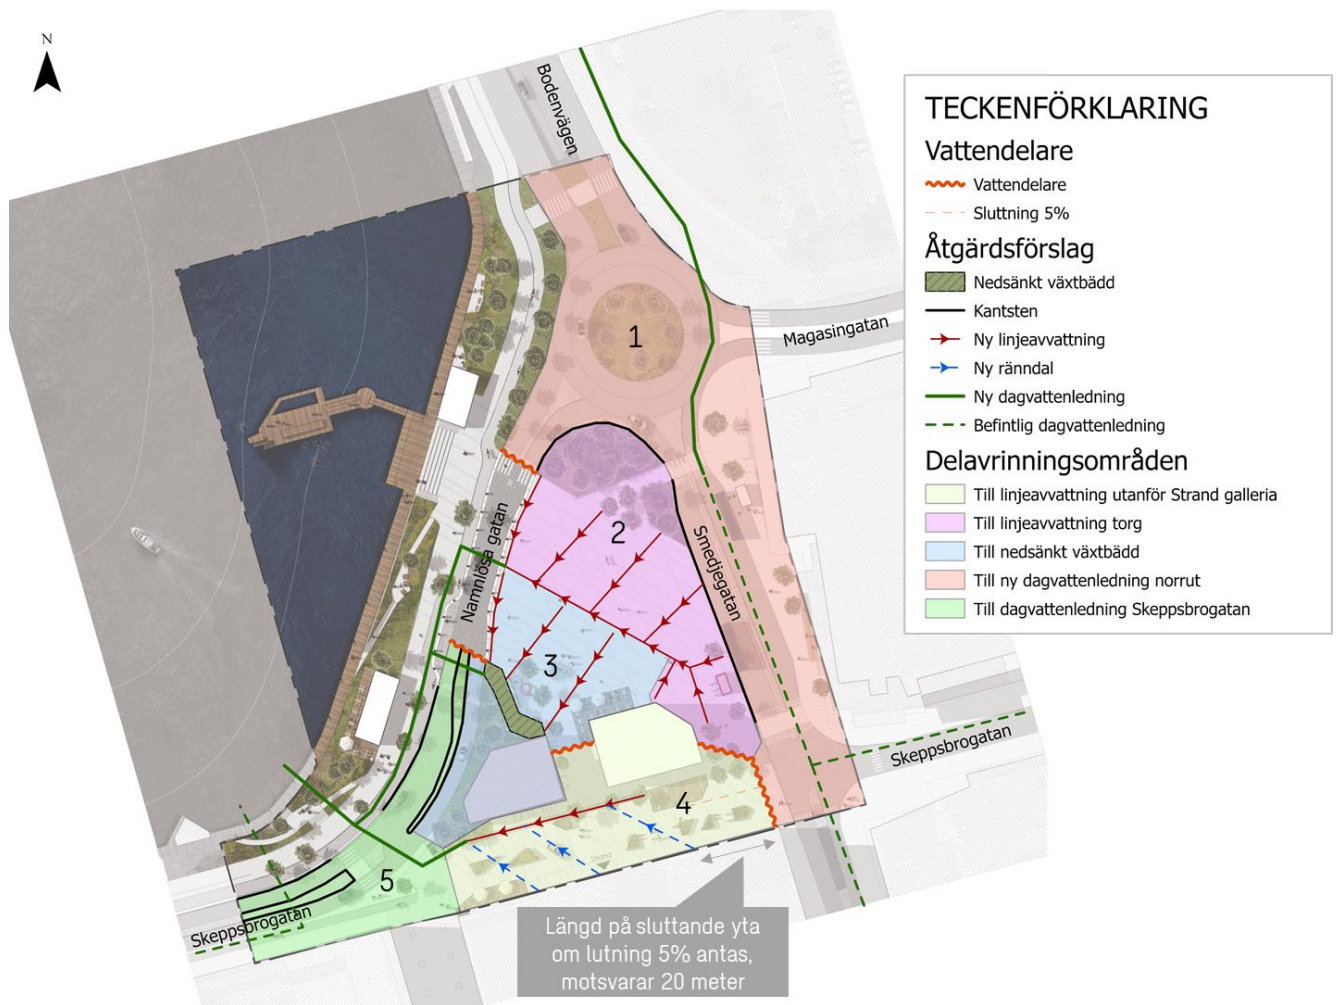 N
Bodenvägen
TECKENFÖRKLARING
Vattendelare
Vattendelare
Sluttning 5%
Åtgärdsförslag
Nedsänkt växtbädd
Kantsten
Ny linjeavvattning
Ny ränndal
Ny dagvattenledning
Befintlig dagvattenledning
Delavrinningsområden
Till linjeavvattning utanför Strand galleria
Till linjeavvattning torg
Till nedsänkt växtbädd
Till ny dagvattenledning norrut
Till dagvattenledning Skeppsbrogatan
1
Magasingatan
2
Namnlösa gatan
Smedjegatan
3
Skeppsbrogatan
4
Strand
5
Skeppsbrogatan
Längd på sluttande yta
om lutning 5% antas,
motsvarar 20 meter